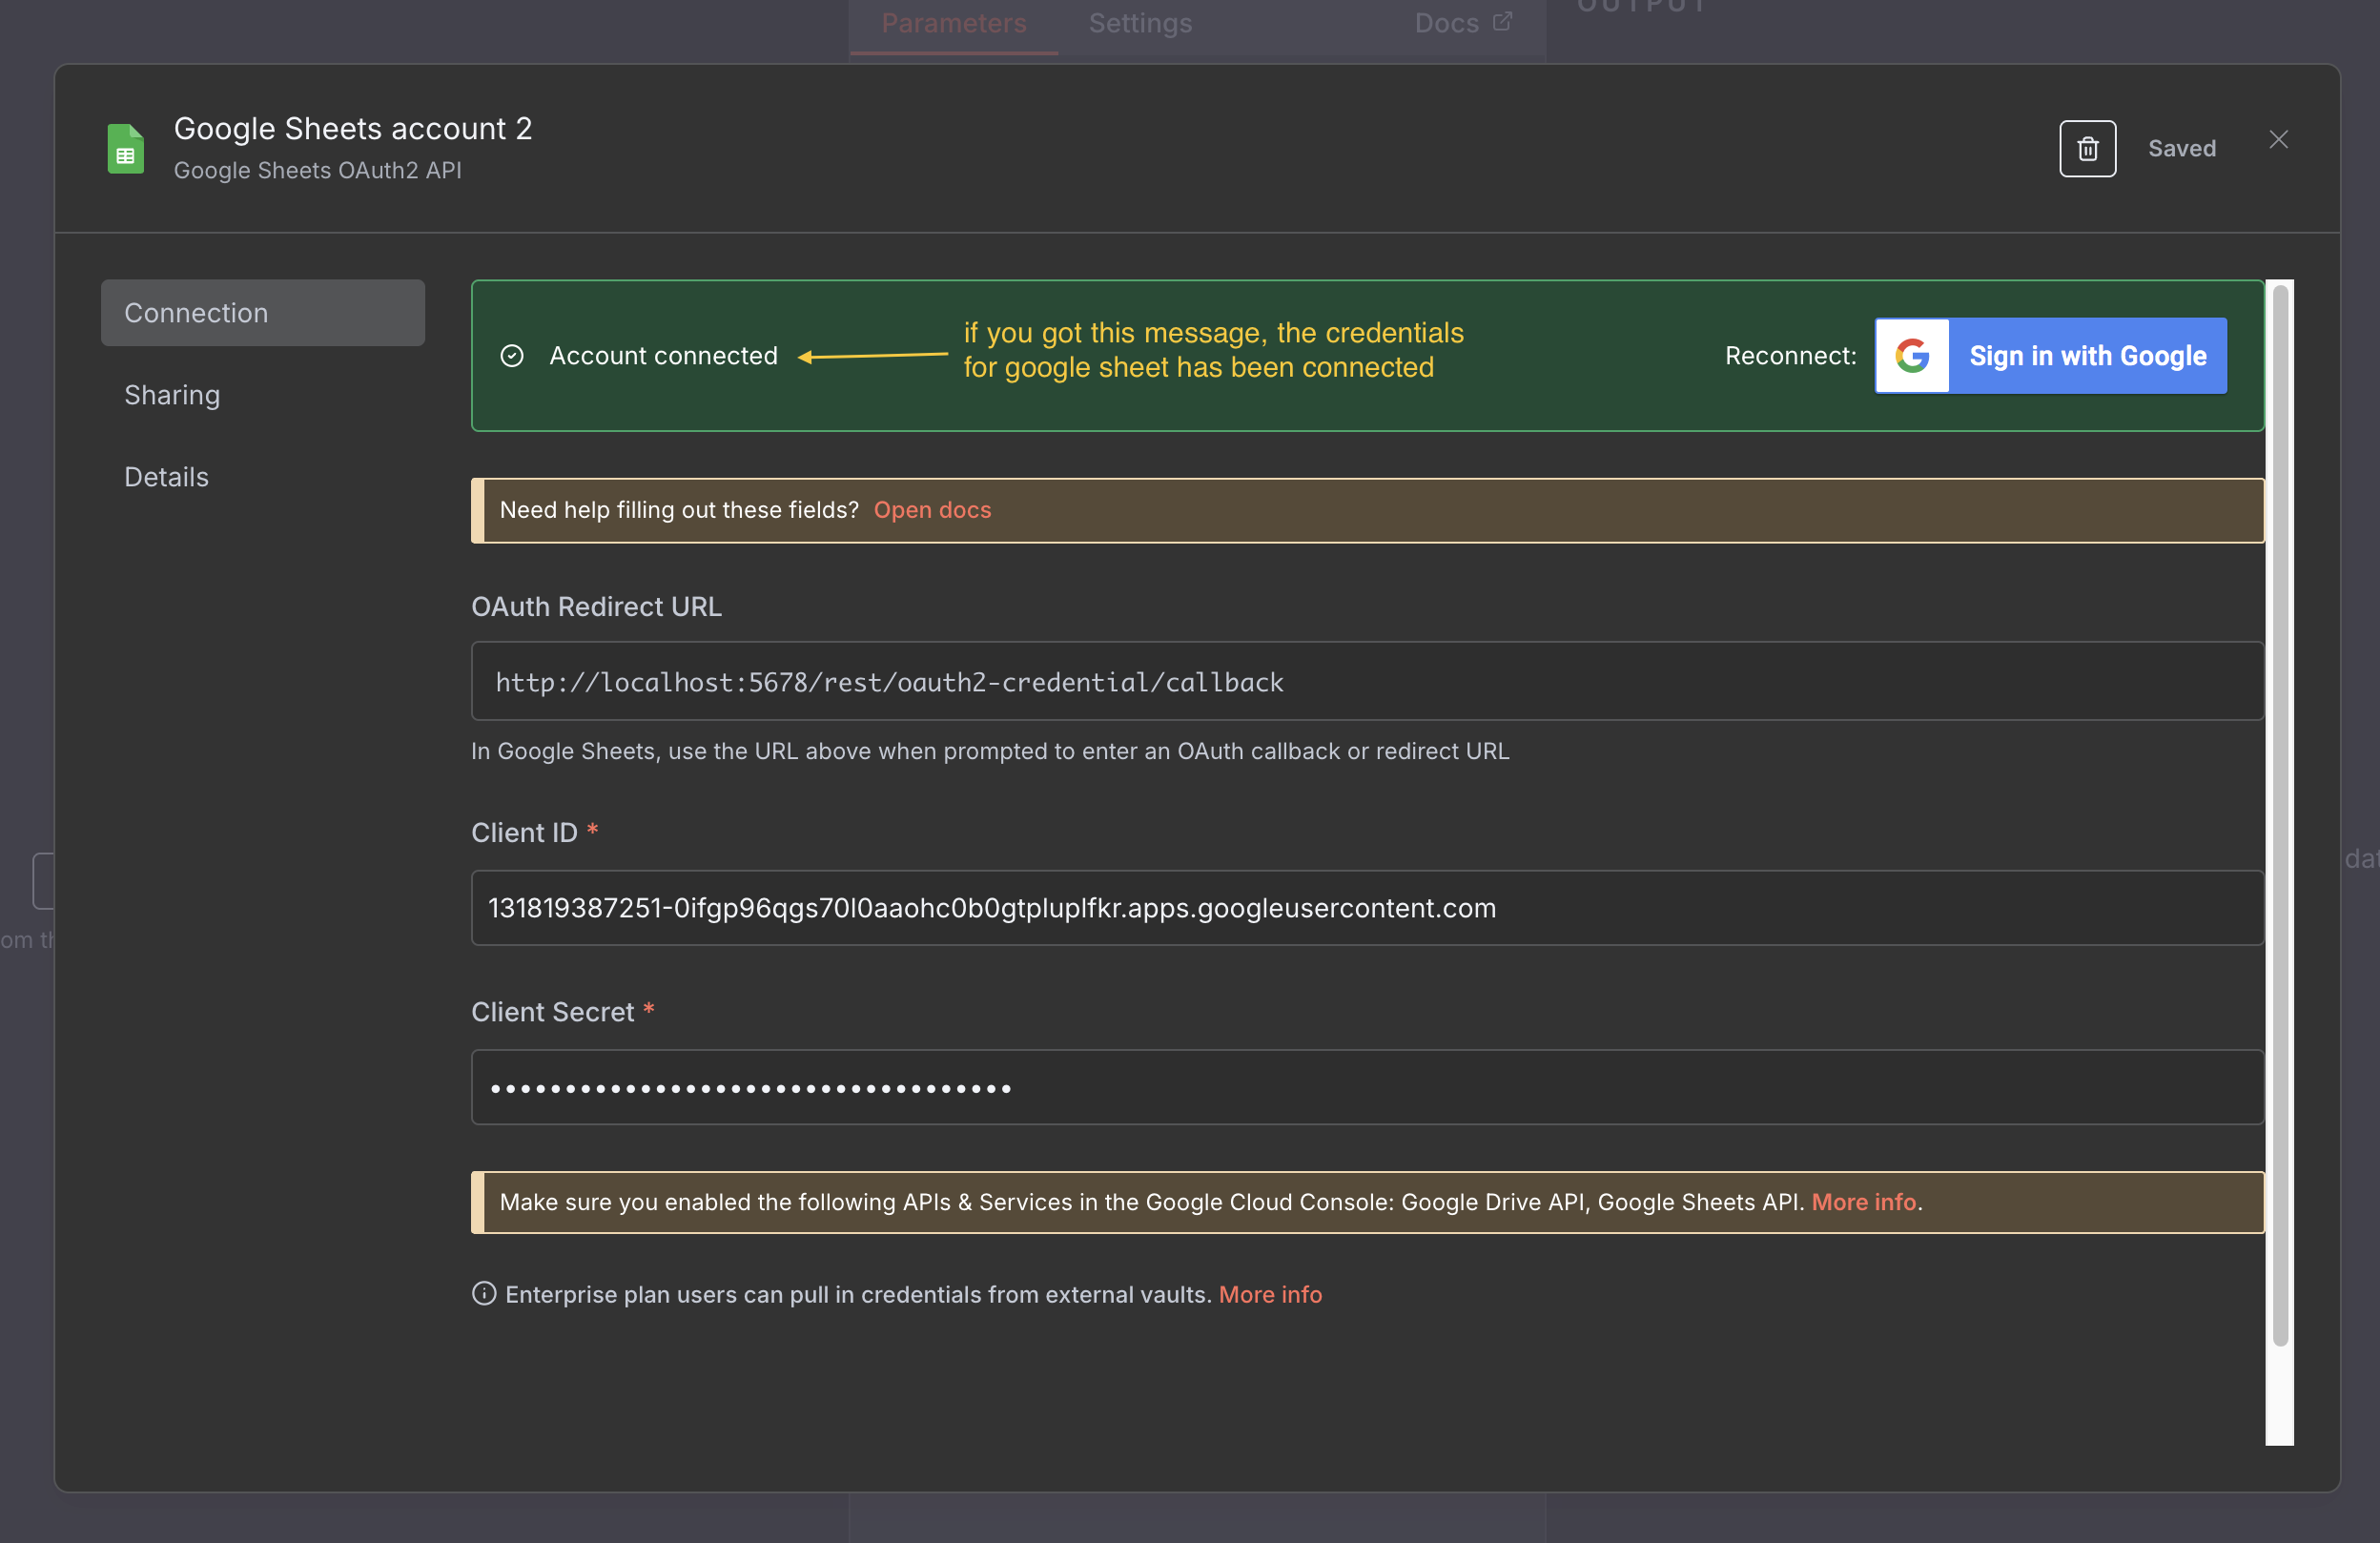 Parameters
Settings
Docs
OUTPUT
Google Sheets account 2
Google Sheets OAuth2 API
Saved
Connection
Sharing
Details
Account connected
if you got this message, the credentials
for google sheet has been connected
Reconnect:
Sign in with Google
Need help filling out these fields? Open docs
OAuth Redirect URL
http://localhost:5678/rest/oauth2-credential/callback
In Google Sheets, use the URL above when prompted to enter an OAuth callback or redirect URL
Client ID *
131819387251-0ifgp96qgs70l0aaohc0b0gtpluplfkr.apps.googleusercontent.com
Client Secret *
••••••••••••••••••••••••••••••••••• 
Make sure you enabled the following APIs & Services in the Google Cloud Console: Google Drive API, Google Sheets API. More info.
Enterprise plan users can pull in credentials from external vaults. More info
om th
dat